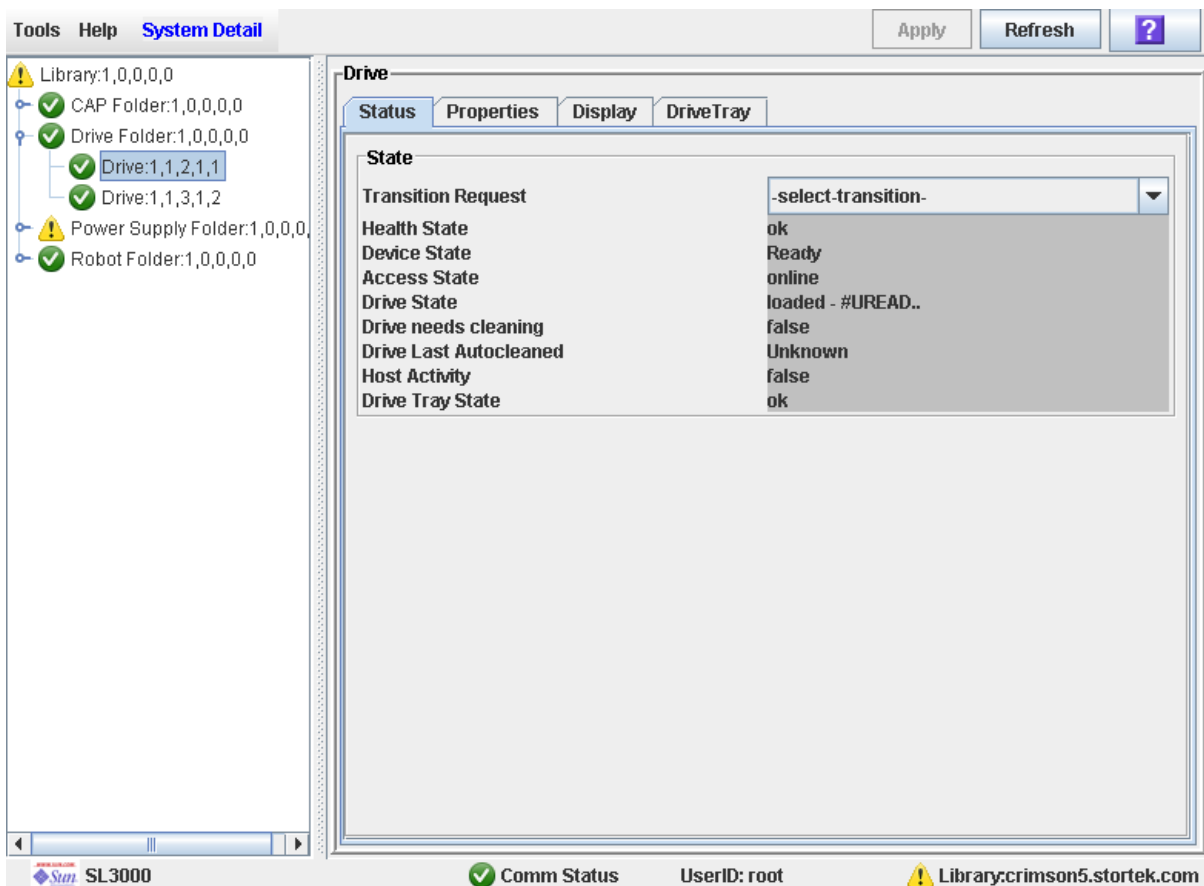 Tools Help System Detail Apply Refresh ?
Library:1,0,0,0,0
CAP Folder:1,0,0,0,0
Drive Folder:1,0,0,0,0
Drive:1,1,2,1,1
Drive:1,1,3,1,2
Power Supply Folder:1,0,0,0,
Robot Folder:1,0,0,0,0
Drive
Status Properties Display DriveTray
State
Transition Request -select-transition-
Health State ok
Device State Ready
Access State online
Drive State loaded - #UREAD..
Drive needs cleaning false
Drive Last Autocleaned Unknown
Host Activity false
Drive Tray State ok
Sun SL3000 Comm Status UserID: root Library:crimson5.stortek.com